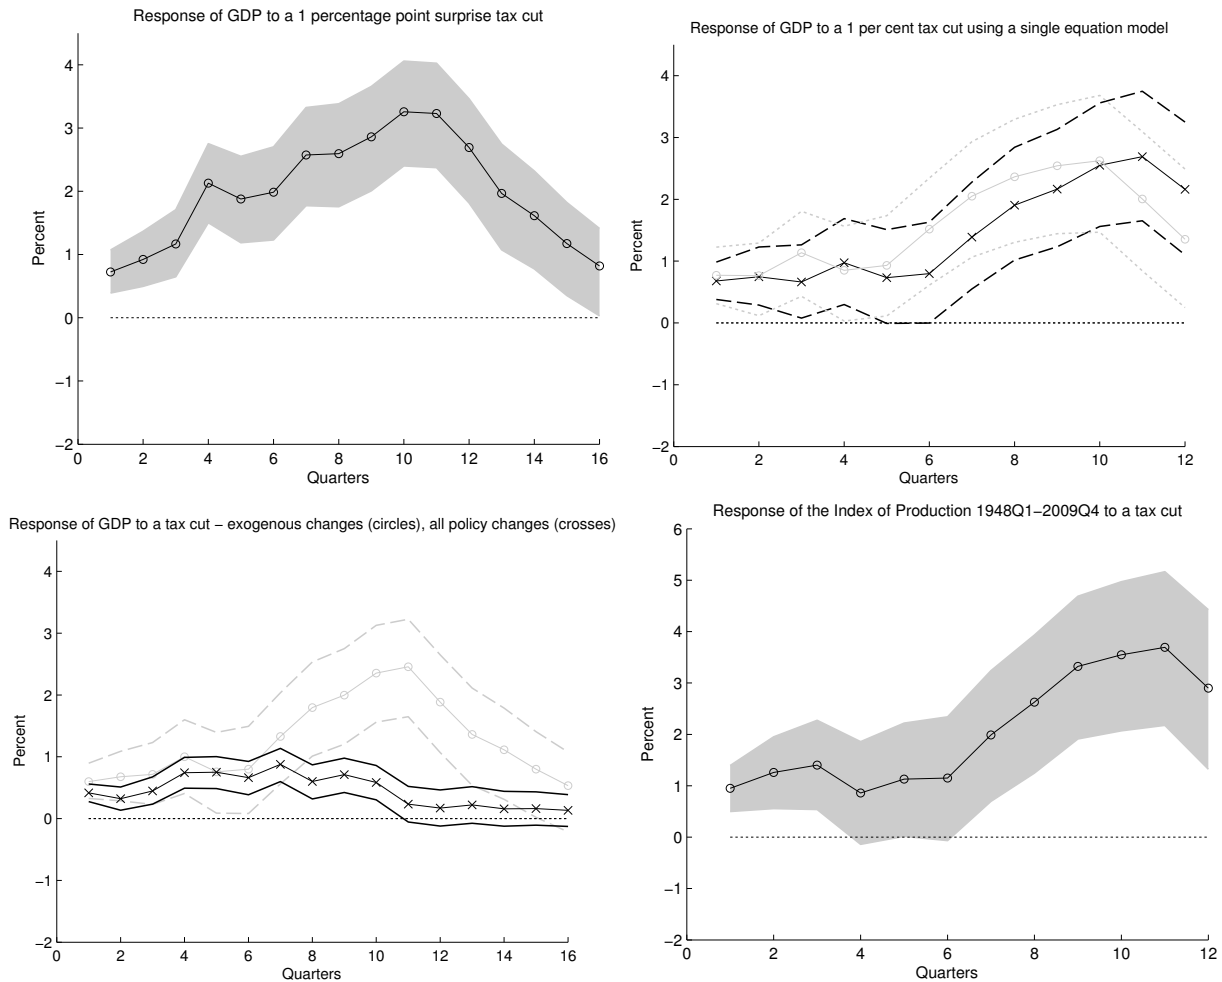 Response of GDP to a 1 percentage point surprise tax cut
4
3
2
1
0
−1
−2
Percent
0 2 4 6 8 10 12 14 16
Quarters
Response of GDP to a 1 per cent tax cut using a single equation model
4
3
2
1
0
−1
−2
Percent
0 2 4 6 8 10 12
Quarters
Response of GDP to a tax cut − exogenous changes (circles), all policy changes (crosses)
4
3
2
1
0
−1
−2
Percent
0 2 4 6 8 10 12 14 16
Quarters
Response of the Index of Production 1948Q1−2009Q4 to a tax cut
6
5
4
3
2
1
0
−1
−2
Percent
0 2 4 6 8 10 12
Quarters